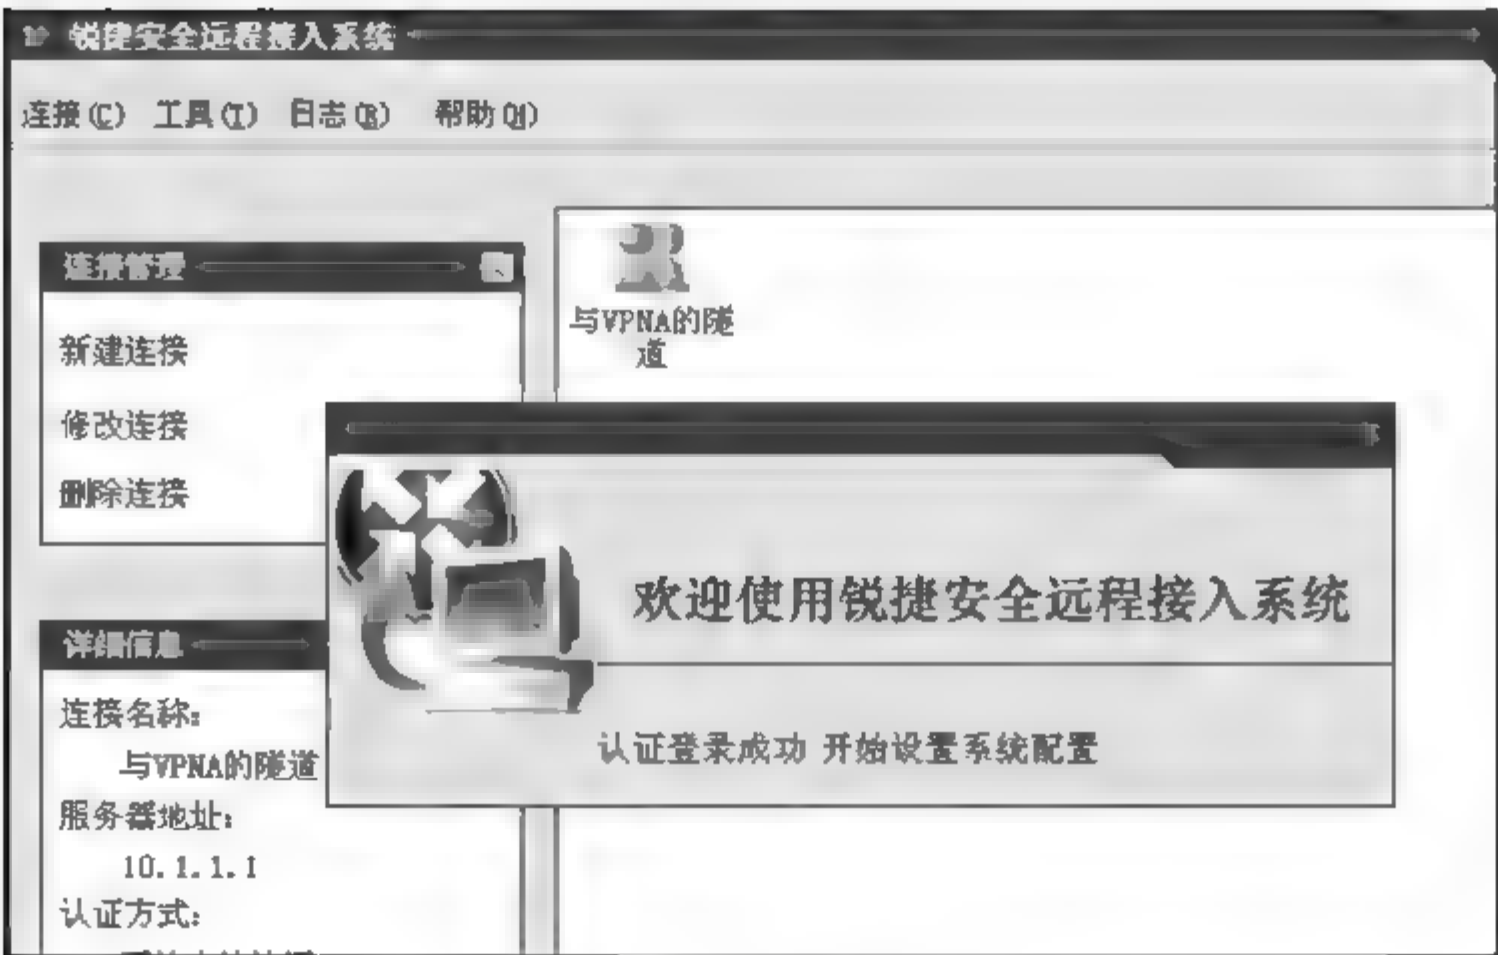 锐捷安全远程接入系统
连接(C) 工具(T) 日志(R) 帮助(H)
连接管理
新建连接
修改连接
删除连接
与VPNA的隧
道
欢迎使用锐捷安全远程接入系统
认证登录成功 开始设置系统配置
详细信息
连接名称:
与VPNA的隧道
服务器地址:
10.1.1.1
认证方式: